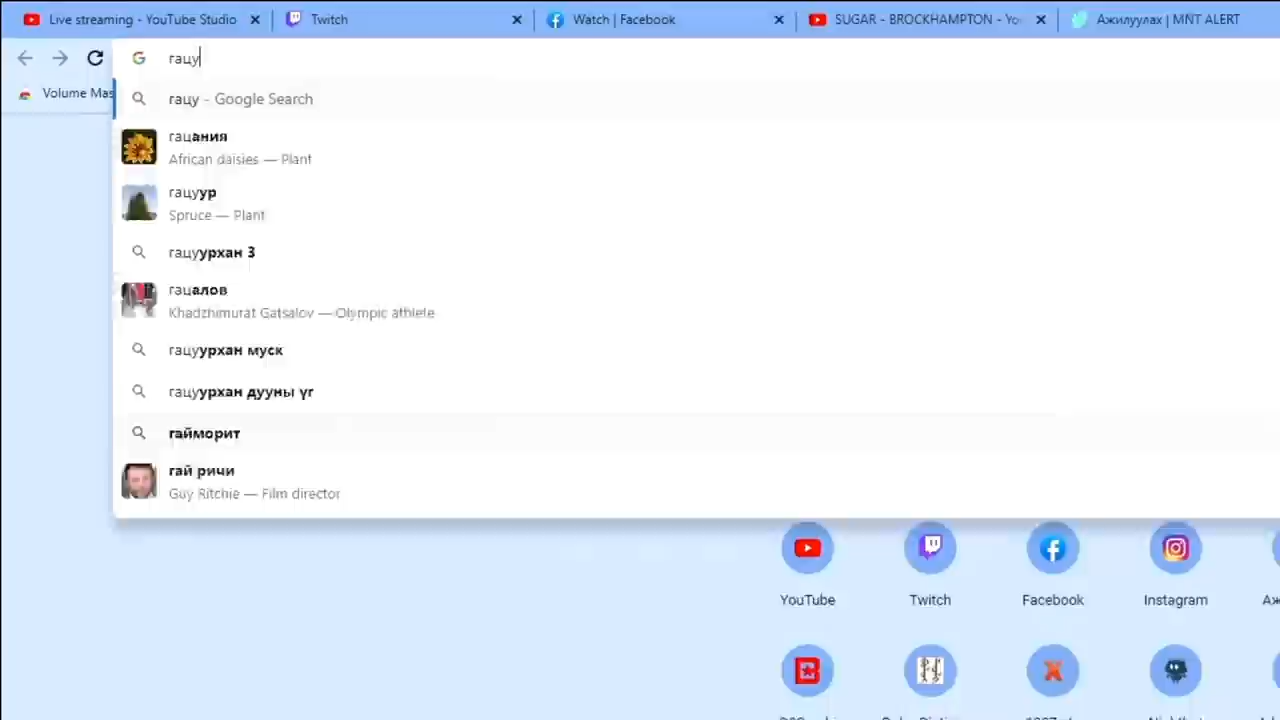 Live streaming - YouTube Studio
Twitch
Watch | Facebook
SUGAR - BROCKHAMPTON - Yo
Ажилуулах | MNT ALERT
гацу
Volume Mas
гацу - Google Search
гацания
African daisies — Plant
гацуур
Spruce — Plant
гацуурхан 3
гацалов
Khadzhimurat Gatsalov — Olympic athlete
гацуурхан муск
гацуурхан дууны үг
гайморит
гай ричи
Guy Ritchie — Film director
YouTube
Twitch
Facebook
Instagram
Аж